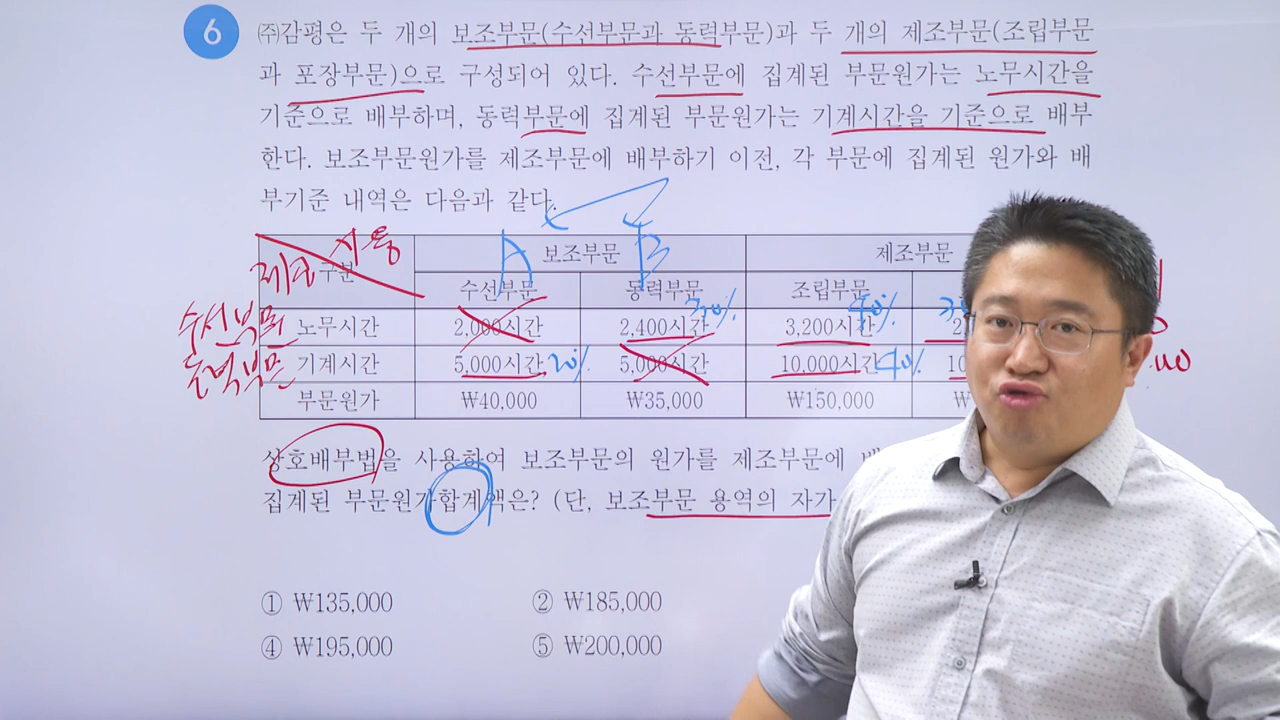 6
㈜감평은 두 개의 보조부문(수선부문과 동력부문)과 두 개의 제조부문(조립부문
과 포장부문)으로 구성되어 있다. 수선부문에 집계된 부문원가는 노무시간을
기준으로 배부하며, 동력부문에 집계된 부문원가는 기계시간을 기준으로 배부
한다. 보조부문원가를 제조부문에 배부하기 이전, 각 부문에 집계된 원가와 배
부기준 내역은 다음과 같다.
A B
구분 보조부문 제조부문
수선부문 동력부문 조립부문
수선부문 노무시간 2,000시간 2,400시간 3,200시간 40%
동력부문 기계시간 5,000시간 20% 5,000시간 10,000시간 40% 10
부문원가 ₩40,000 ₩35,000 ₩150,000 ₩
상호배부법을 사용하여 보조부문의 원가를 제조부문에
집계된 부문원가합계액은? (단, 보조부문 용역의 자가
① ₩135,000 ② ₩185,000
④ ₩195,000 ⑤ ₩200,000